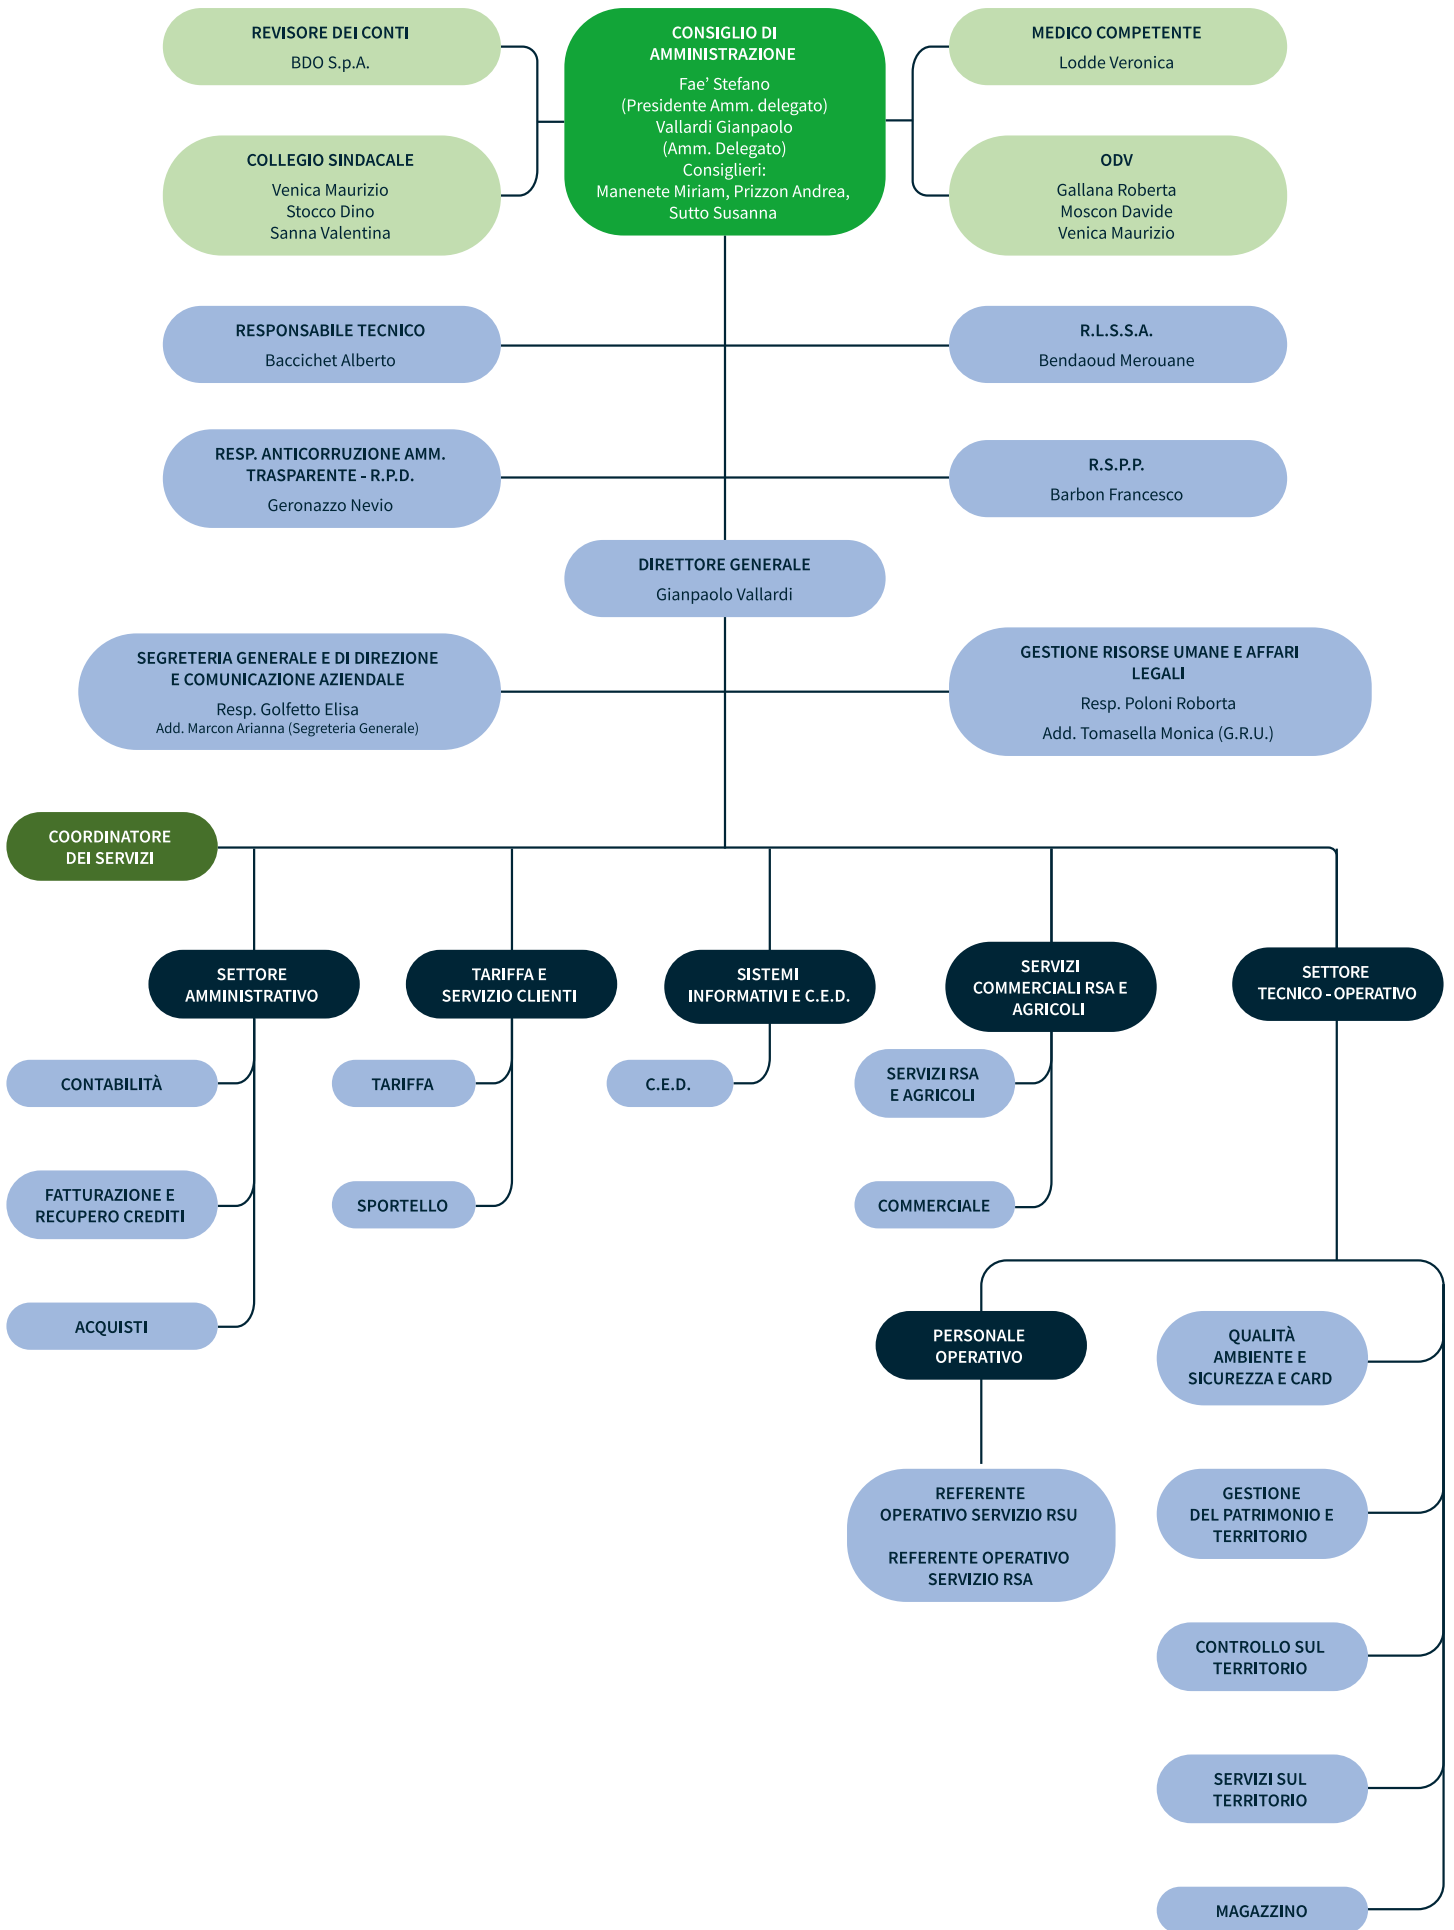 REVISORE DEI CONTI
BDO S.p.A.
CONSIGLIO DI
AMMINISTRAZIONE
Fae' Stefano
(Presidente Amm. delegato)
Vallardi Gianpaolo
(Amm. Delegato)
Consiglieri:
Manenete Miriam, Prizzon Andrea,
Sutto Susanna
MEDICO COMPETENTE
Lodde Veronica
COLLEGIO SINDACALE
Venica Maurizio
Stocco Dino
Sanna Valentina
ODV
Gallana Roberta
Moscon Davide
Venica Maurizio
RESPONSABILE TECNICO
Baccichet Alberto
R.L.S.S.A.
Bendaoud Merouane
RESP. ANTICORRUZIONE AMM.
TRASPARENTE - R.P.D.
Geronazzo Nevio
R.S.P.P.
Barbon Francesco
DIRETTORE GENERALE
Gianpaolo Vallardi
SEGRETERIA GENERALE E DI DIREZIONE
E COMUNICAZIONE AZIENDALE
Resp. Golfetto Elisa
Add. Marcon Arianna (Segreteria Generale)
GESTIONE RISORSE UMANE E AFFARI
LEGALI
Resp. Poloni Roborta
Add. Tomasella Monica (G.R.U.)
COORDINATORE
DEI SERVIZI
SETTORE
AMMINISTRATIVO
TARIFFA E
SERVIZIO CLIENTI
SISTEMI
INFORMATIVI E C.E.D.
SERVIZI
COMMERCIALI RSA E
AGRICOLI
SETTORE
TECNICO - OPERATIVO
CONTABILITÀ
TARIFFA
C.E.D.
SERVIZI RSA
E AGRICOLI
FATTURAZIONE E
RECUPERO CREDITI
SPORTELLO
COMMERCIALE
ACQUISTI
PERSONALE
OPERATIVO
QUALITÀ
AMBIENTE E
SICUREZZA E CARD
REFERENTE
OPERATIVO SERVIZIO RSU
REFERENTE OPERATIVO
SERVIZIO RSA
GESTIONE
DEL PATRIMONIO E
TERRITORIO
CONTROLLO SUL
TERRITORIO
SERVIZI SUL
TERRITORIO
MAGAZZINO